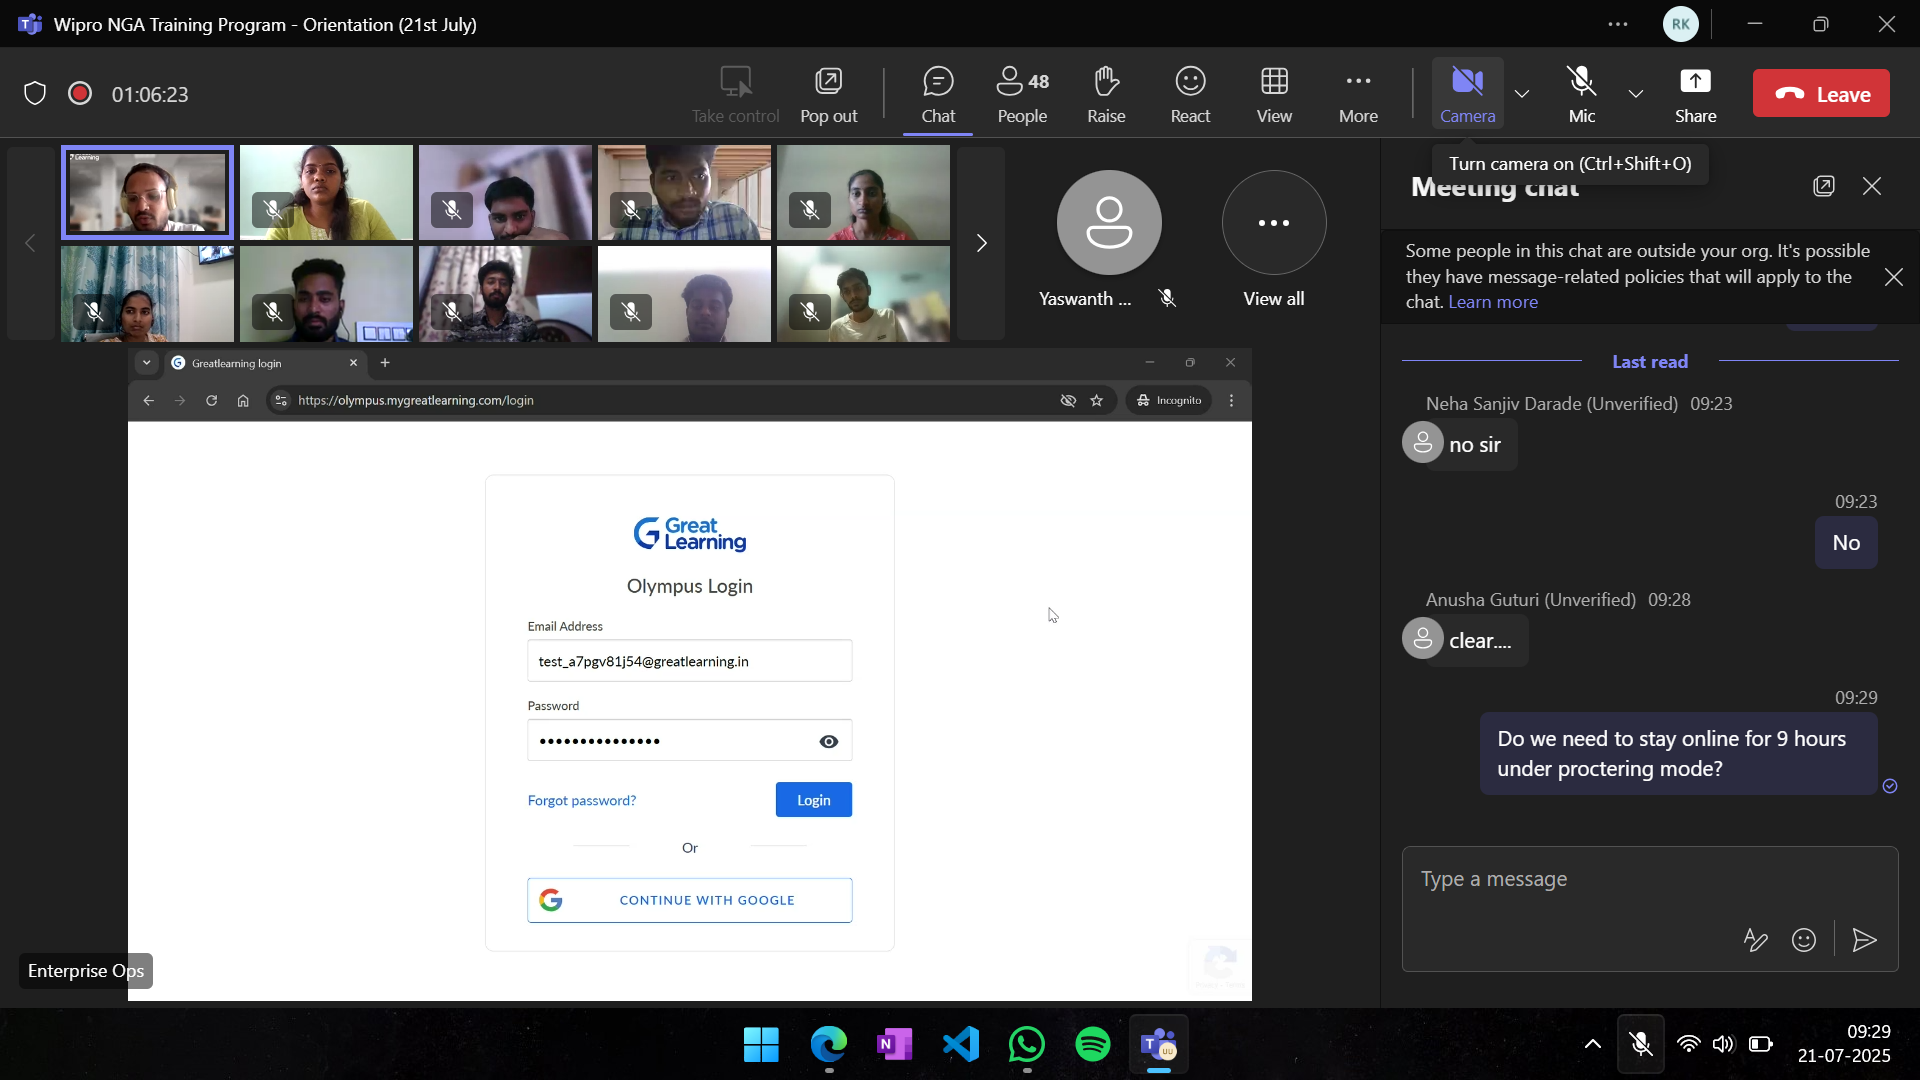 Wipro NGA Training Program - Orientation (21st July)
RK
01:06:23
Take control
Pop out
Chat
48
People
Raise
React
View
More
Camera
Mic
Share
Leave
Turn camera on (Ctrl+Shift+O)
Meeting chat
Learning
Yaswanth ...
View all
Some people in this chat are outside your org. It's possible
they have message-related policies that will apply to the
chat. Learn more
Last read
Neha Sanjiv Darade (Unverified) 09:23
no sir
09:23
No
Anusha Guturi (Unverified) 09:28
clear....
09:29
Do we need to stay online for 9 hours
under proctering mode?
Type a message
Greatlearning login
https://olympus.mygreatlearning.com/login
Incognito
Great
Learning
Olympus Login
Email Address
test_a7pgv81j54@greatlearning.in
Password
Forgot password?
Login
Or
CONTINUE WITH GOOGLE
Enterprise Ops
09:29
21-07-2025